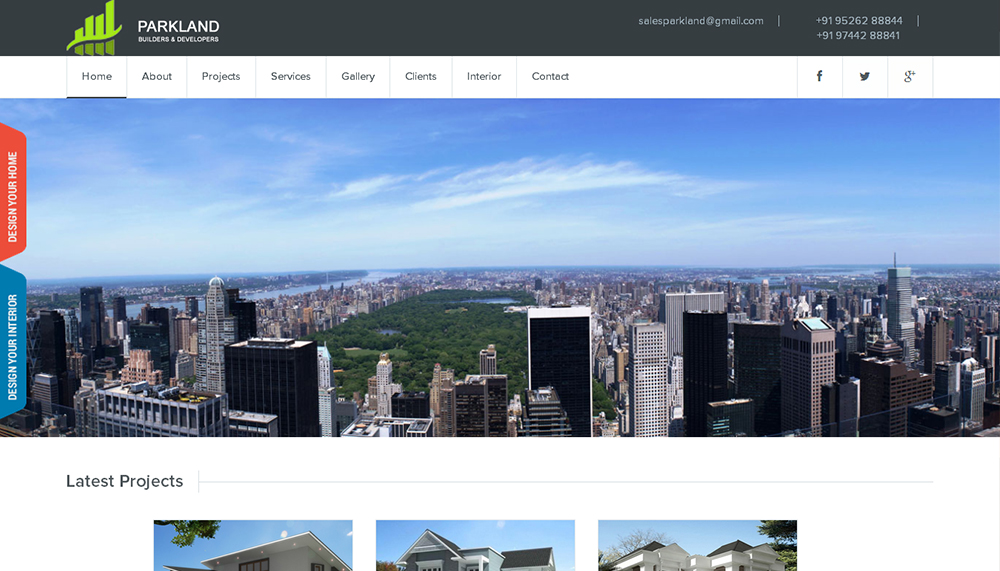 PARKLAND
BUILDERS & DEVELOPERS
salesparkland@gmail.com
+91 95262 88844
+91 97442 88841
Home
About
Projects
Services
Gallery
Clients
Interior
Contact
DESIGN YOUR HOME
DESIGN YOUR INTERIOR
Latest Projects